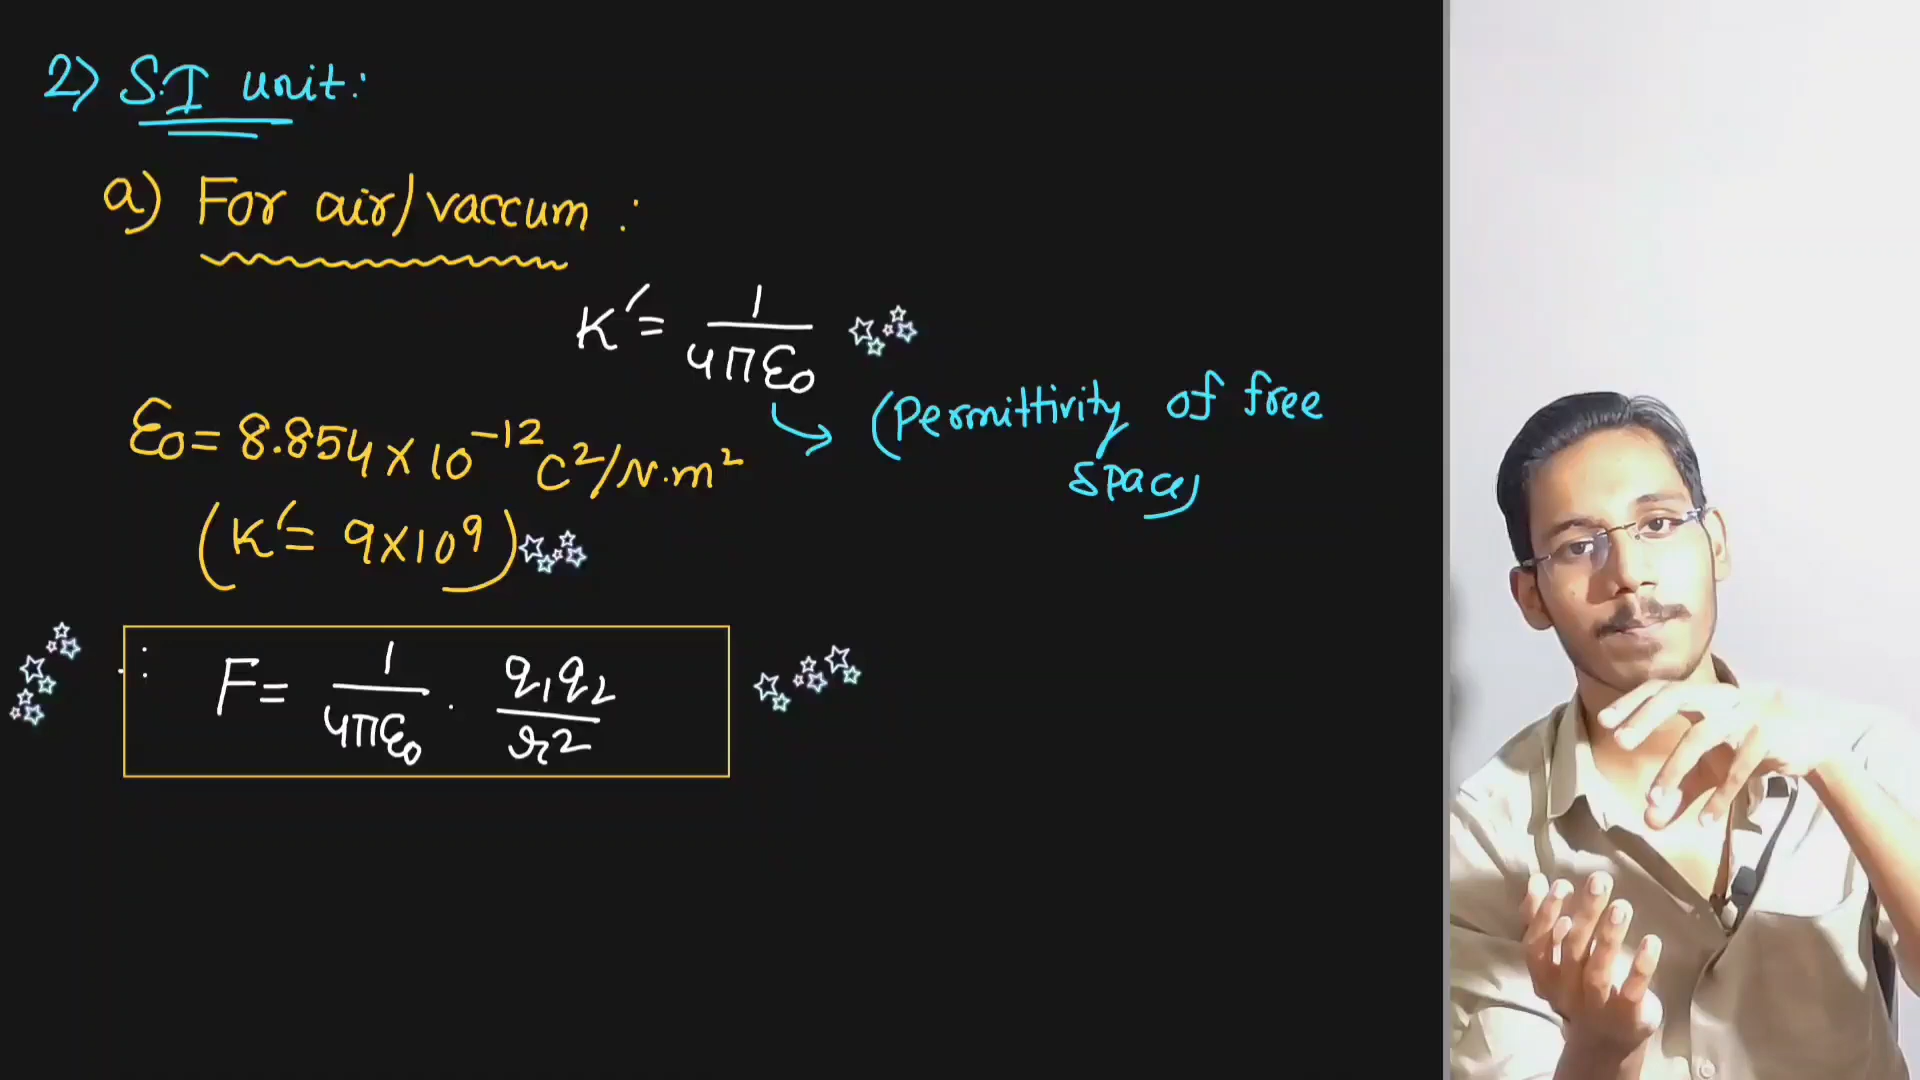 2) S.I unit:
a) For air/vaccum :
K′ = 1/4πε₀
(Permittivity of free
space)
ε₀ = 8.854 × 10⁻¹² C²/N.m²
(K′ = 9×10⁹)
∴ F = 1/4πε₀ · q₁q₂/r²